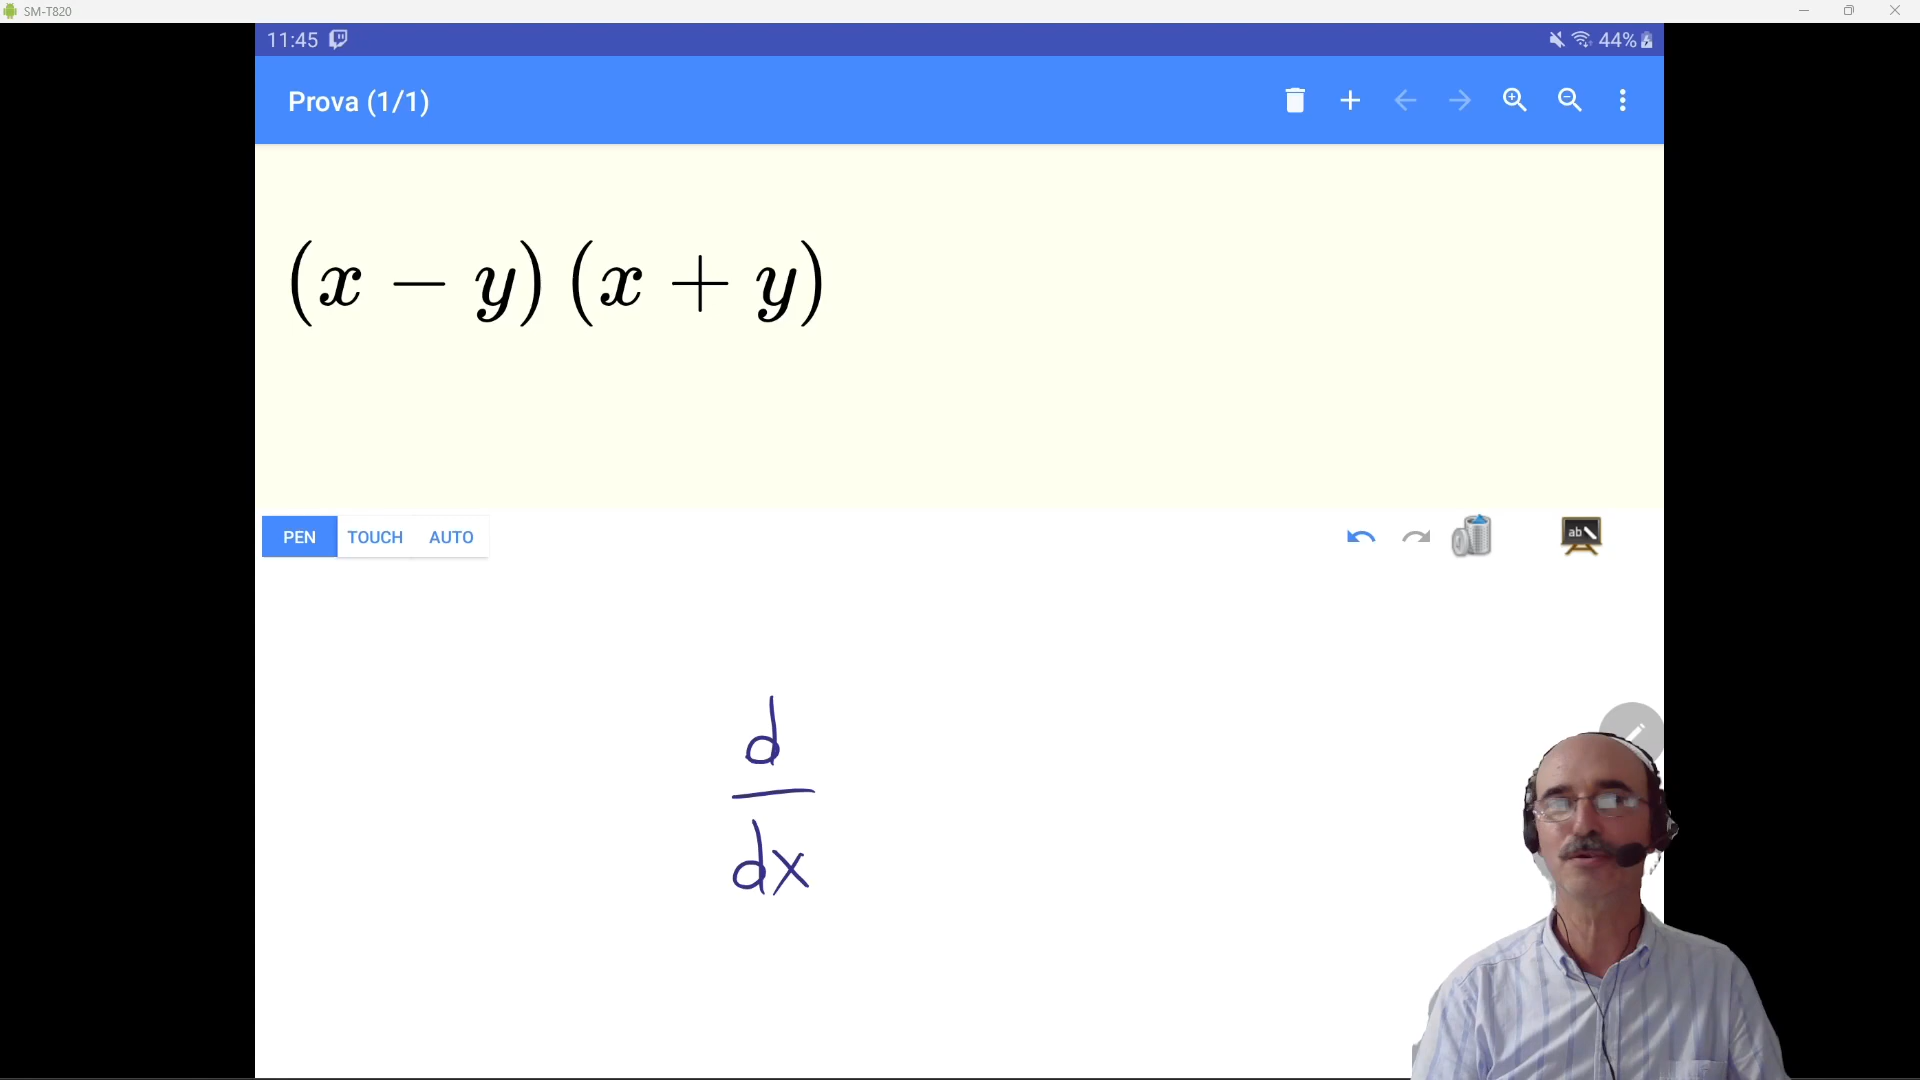 SM-T820
11:45 44%
Prova (1/1)
(x − y) (x + y)
PEN TOUCH AUTO
ab
d
dx